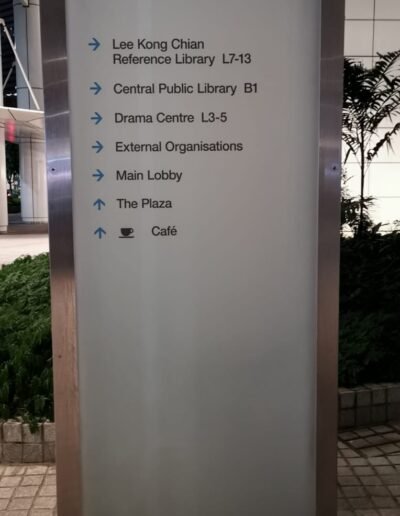 Lee Kong Chian
Reference Library L7-13
Central Public Library B1
Drama Centre L3-5
External Organisations
Main Lobby
The Plaza
Café